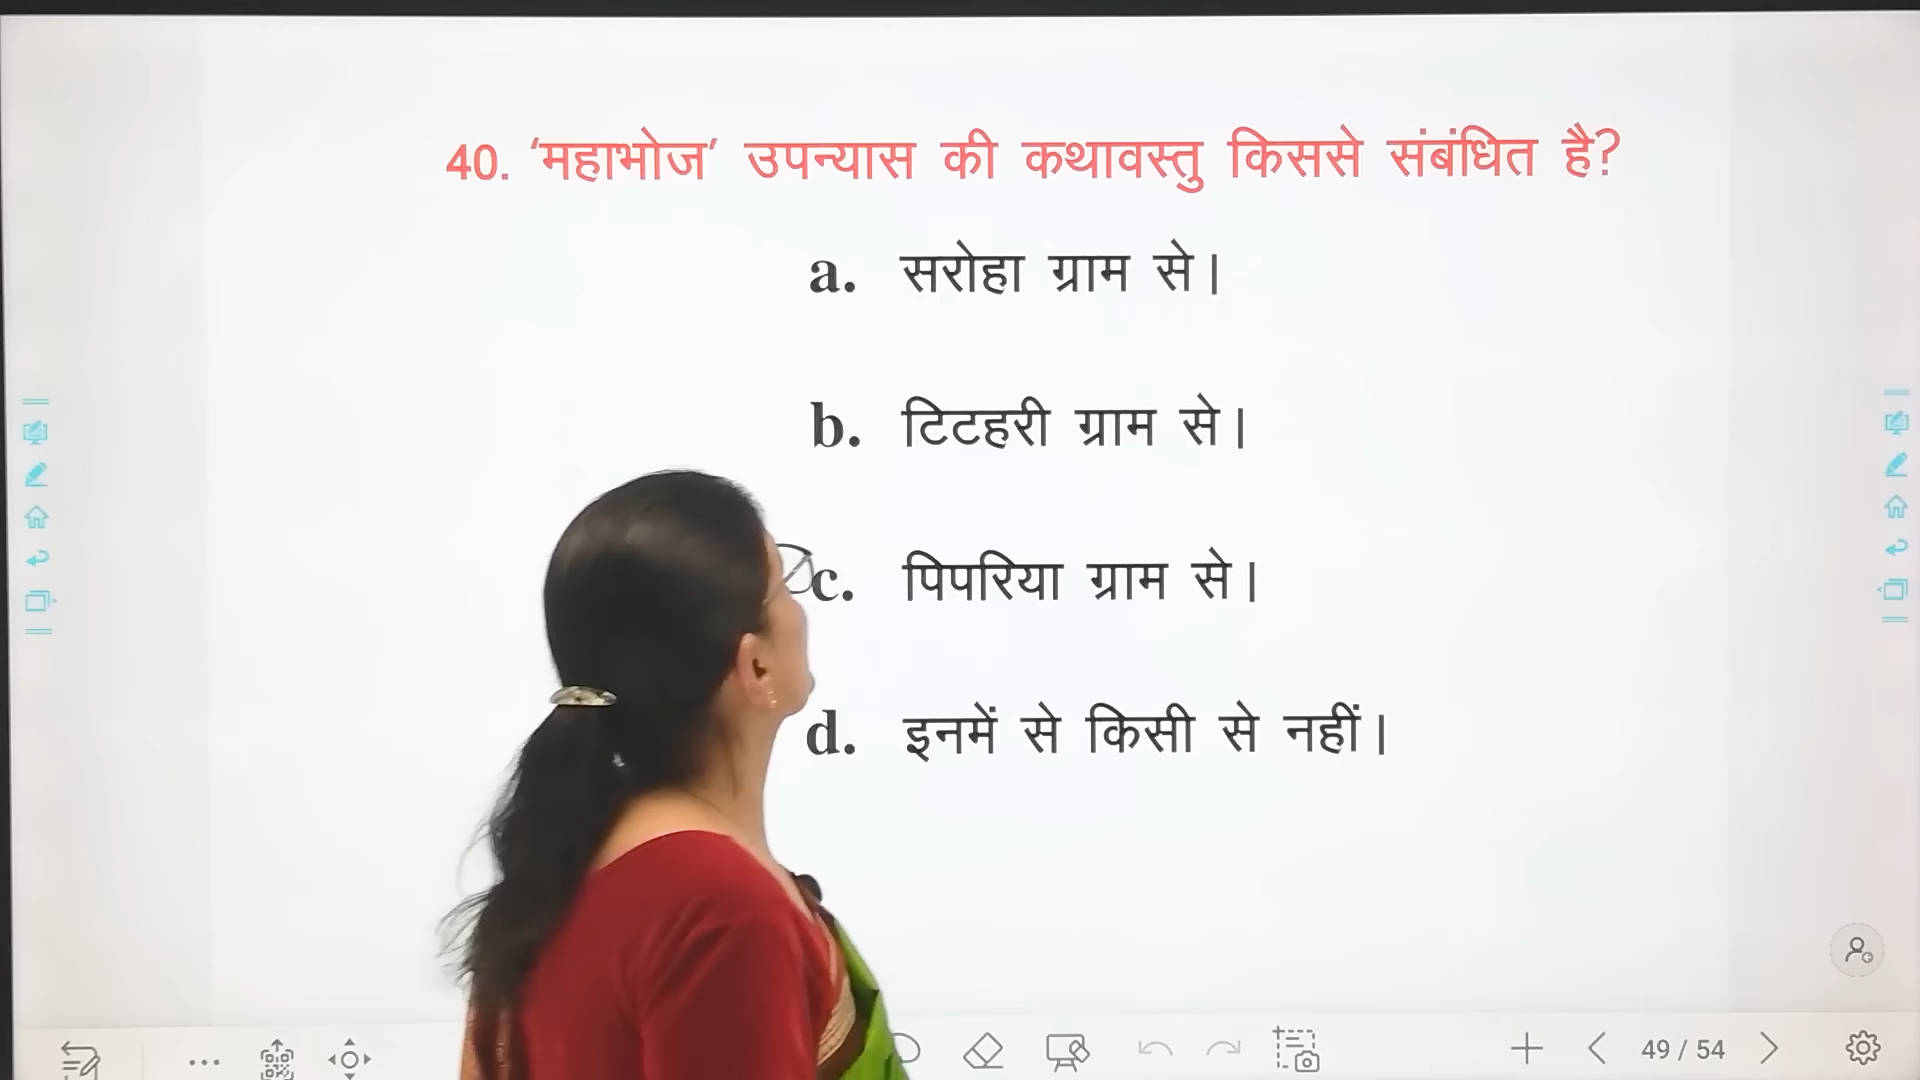 40. ‘महाभोज’ उपन्यास की कथावस्तु किससे संबंधित है?
a. सरोहा ग्राम से।
b. टिटहरी ग्राम से।
c. पिपरिया ग्राम से।
d. इनमें से किसी से नहीं।
49 / 54